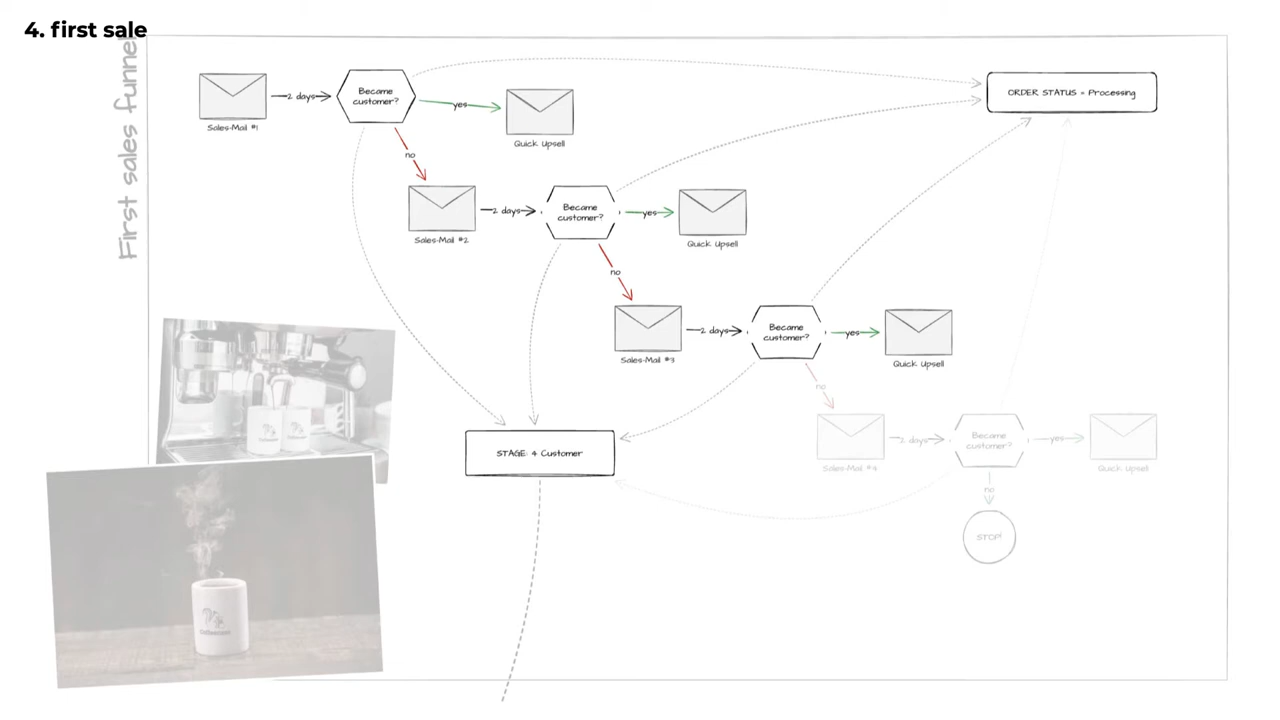 4. first sale
First sales funnel
Sales-Mail #1
2 days
Became
customer?
yes
Quick Upsell
ORDER STATUS = Processing
no
Sales-Mail #2
2 days
Became
customer?
yes
Quick Upsell
no
Sales-Mail #3
2 days
Became
customer?
yes
Quick Upsell
no
Sales-Mail #4
2 days
Became
customer?
yes
Quick Upsell
STAGE: 4 Customer
no
STOP!